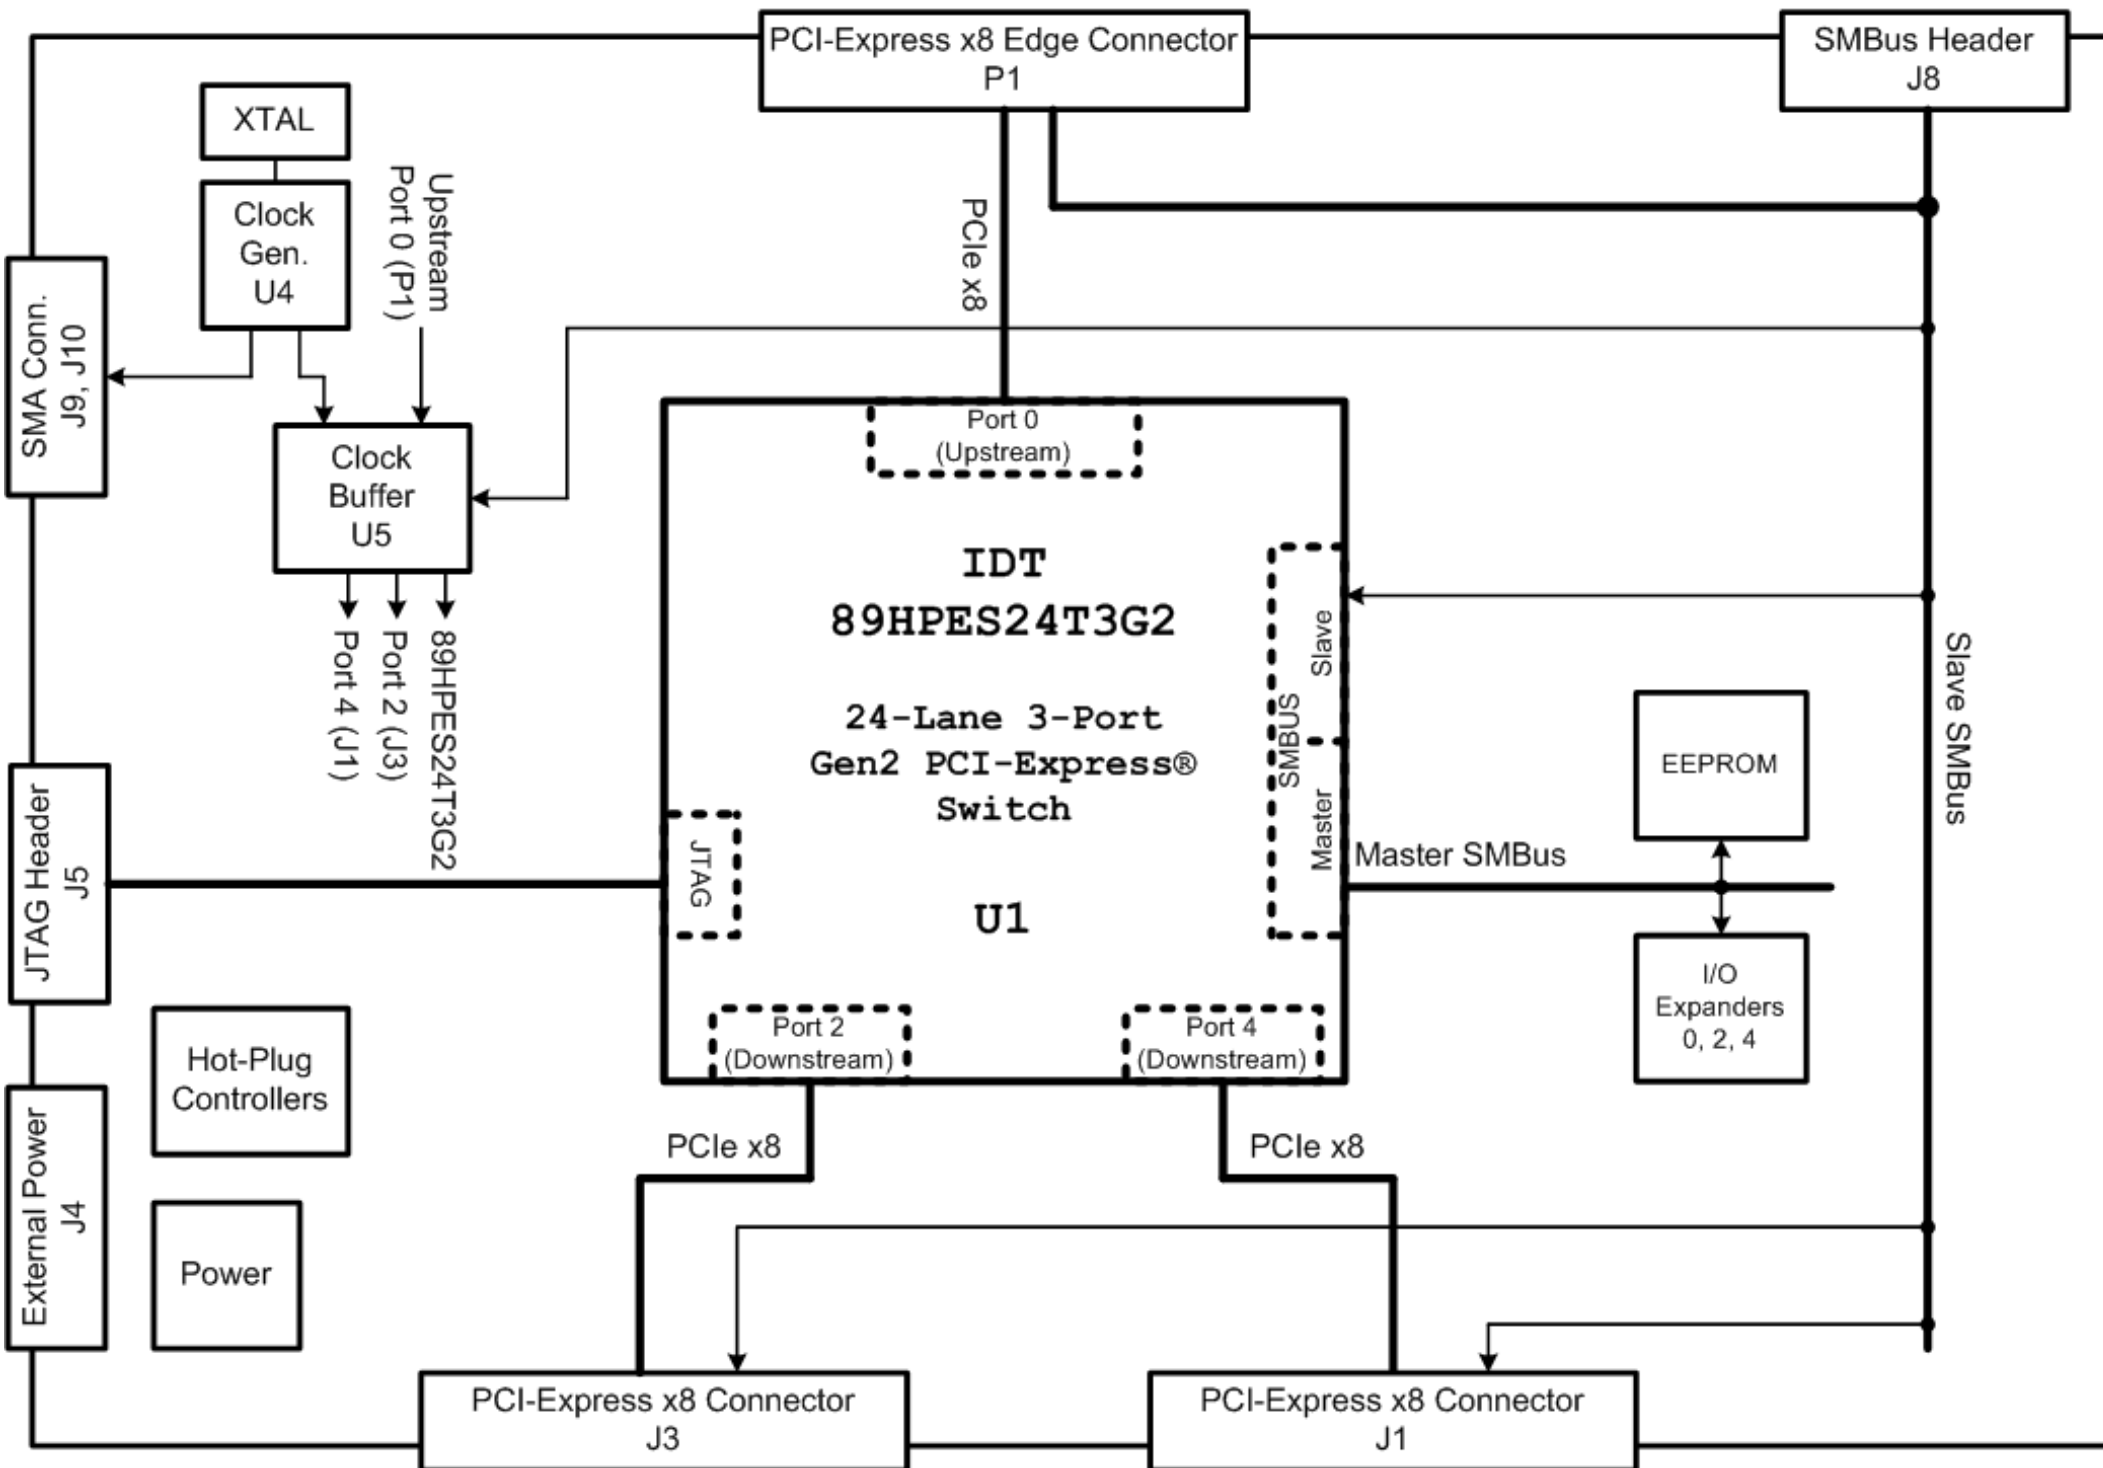 PCI-Express x8 Edge Connector
P1
SMBus Header
J8
XTAL
Clock
Gen.
U4
Upstream
Port 0 (P1)
PCIe x8
SMA Conn.
J9, J10
Clock
Buffer
U5
Port 4 (J1)
Port 2 (J3)
89HPES24T3G2
Port 0
(Upstream)
IDT
89HPES24T3G2
24-Lane 3-Port
Gen2 PCI-Express®
Switch
U1
Slave
SMBUS
Master
JTAG
Slave SMBus
EEPROM
Master SMBus
I/O
Expanders
0, 2, 4
JTAG Header
J5
Hot-Plug
Controllers
Port 2
(Downstream)
Port 4
(Downstream)
PCIe x8
PCIe x8
External Power
J4
Power
PCI-Express x8 Connector
J3
PCI-Express x8 Connector
J1